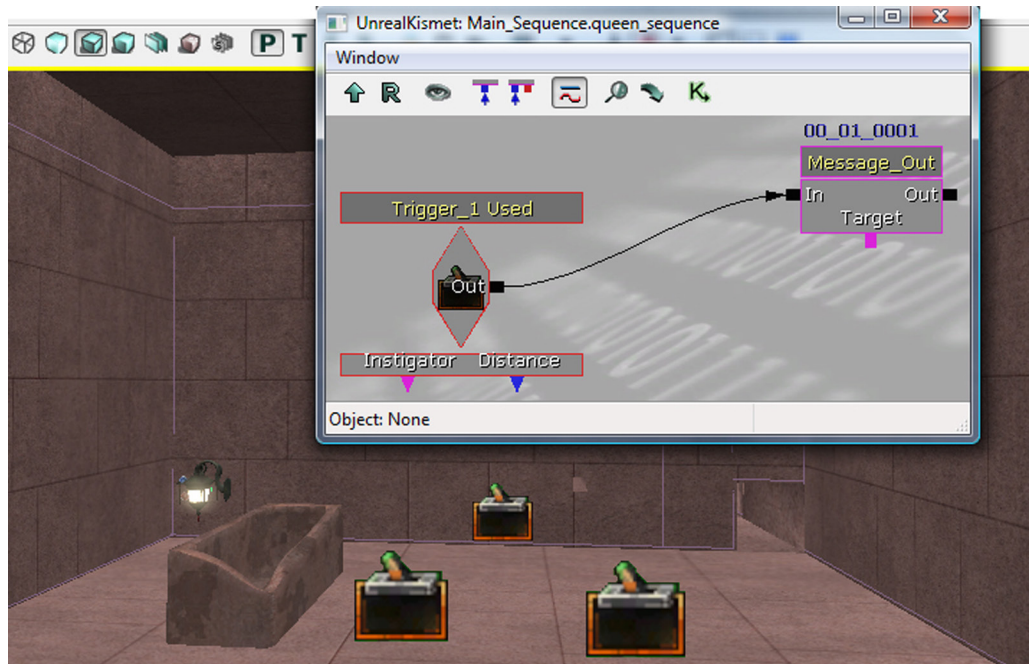 UnrealKismet: Main_Sequence.queen_sequence
P T
Window
R K
00_01_0001
Message_Out
In Out
Target
Trigger_1 Used
Out
Instigator Distance
Object: None